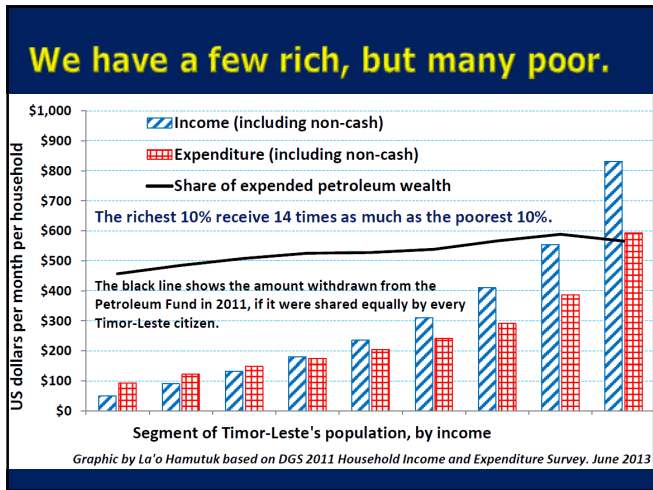 We have a few rich, but many poor.
$1,000
$900
$800
$700
$600
$500
$400
$300
$200
$100
$0
US dollars per month per household
Income (including non-cash)
Expenditure (including non-cash)
Share of expended petroleum wealth
The richest 10% receive 14 times as much as the poorest 10%.
The black line shows the amount withdrawn from the
Petroleum Fund in 2011, if it were shared equally by every
Timor-Leste citizen.
Segment of Timor-Leste's population, by income
Graphic by La'o Hamutuk based on DGS 2011 Household Income and Expenditure Survey. June 2013